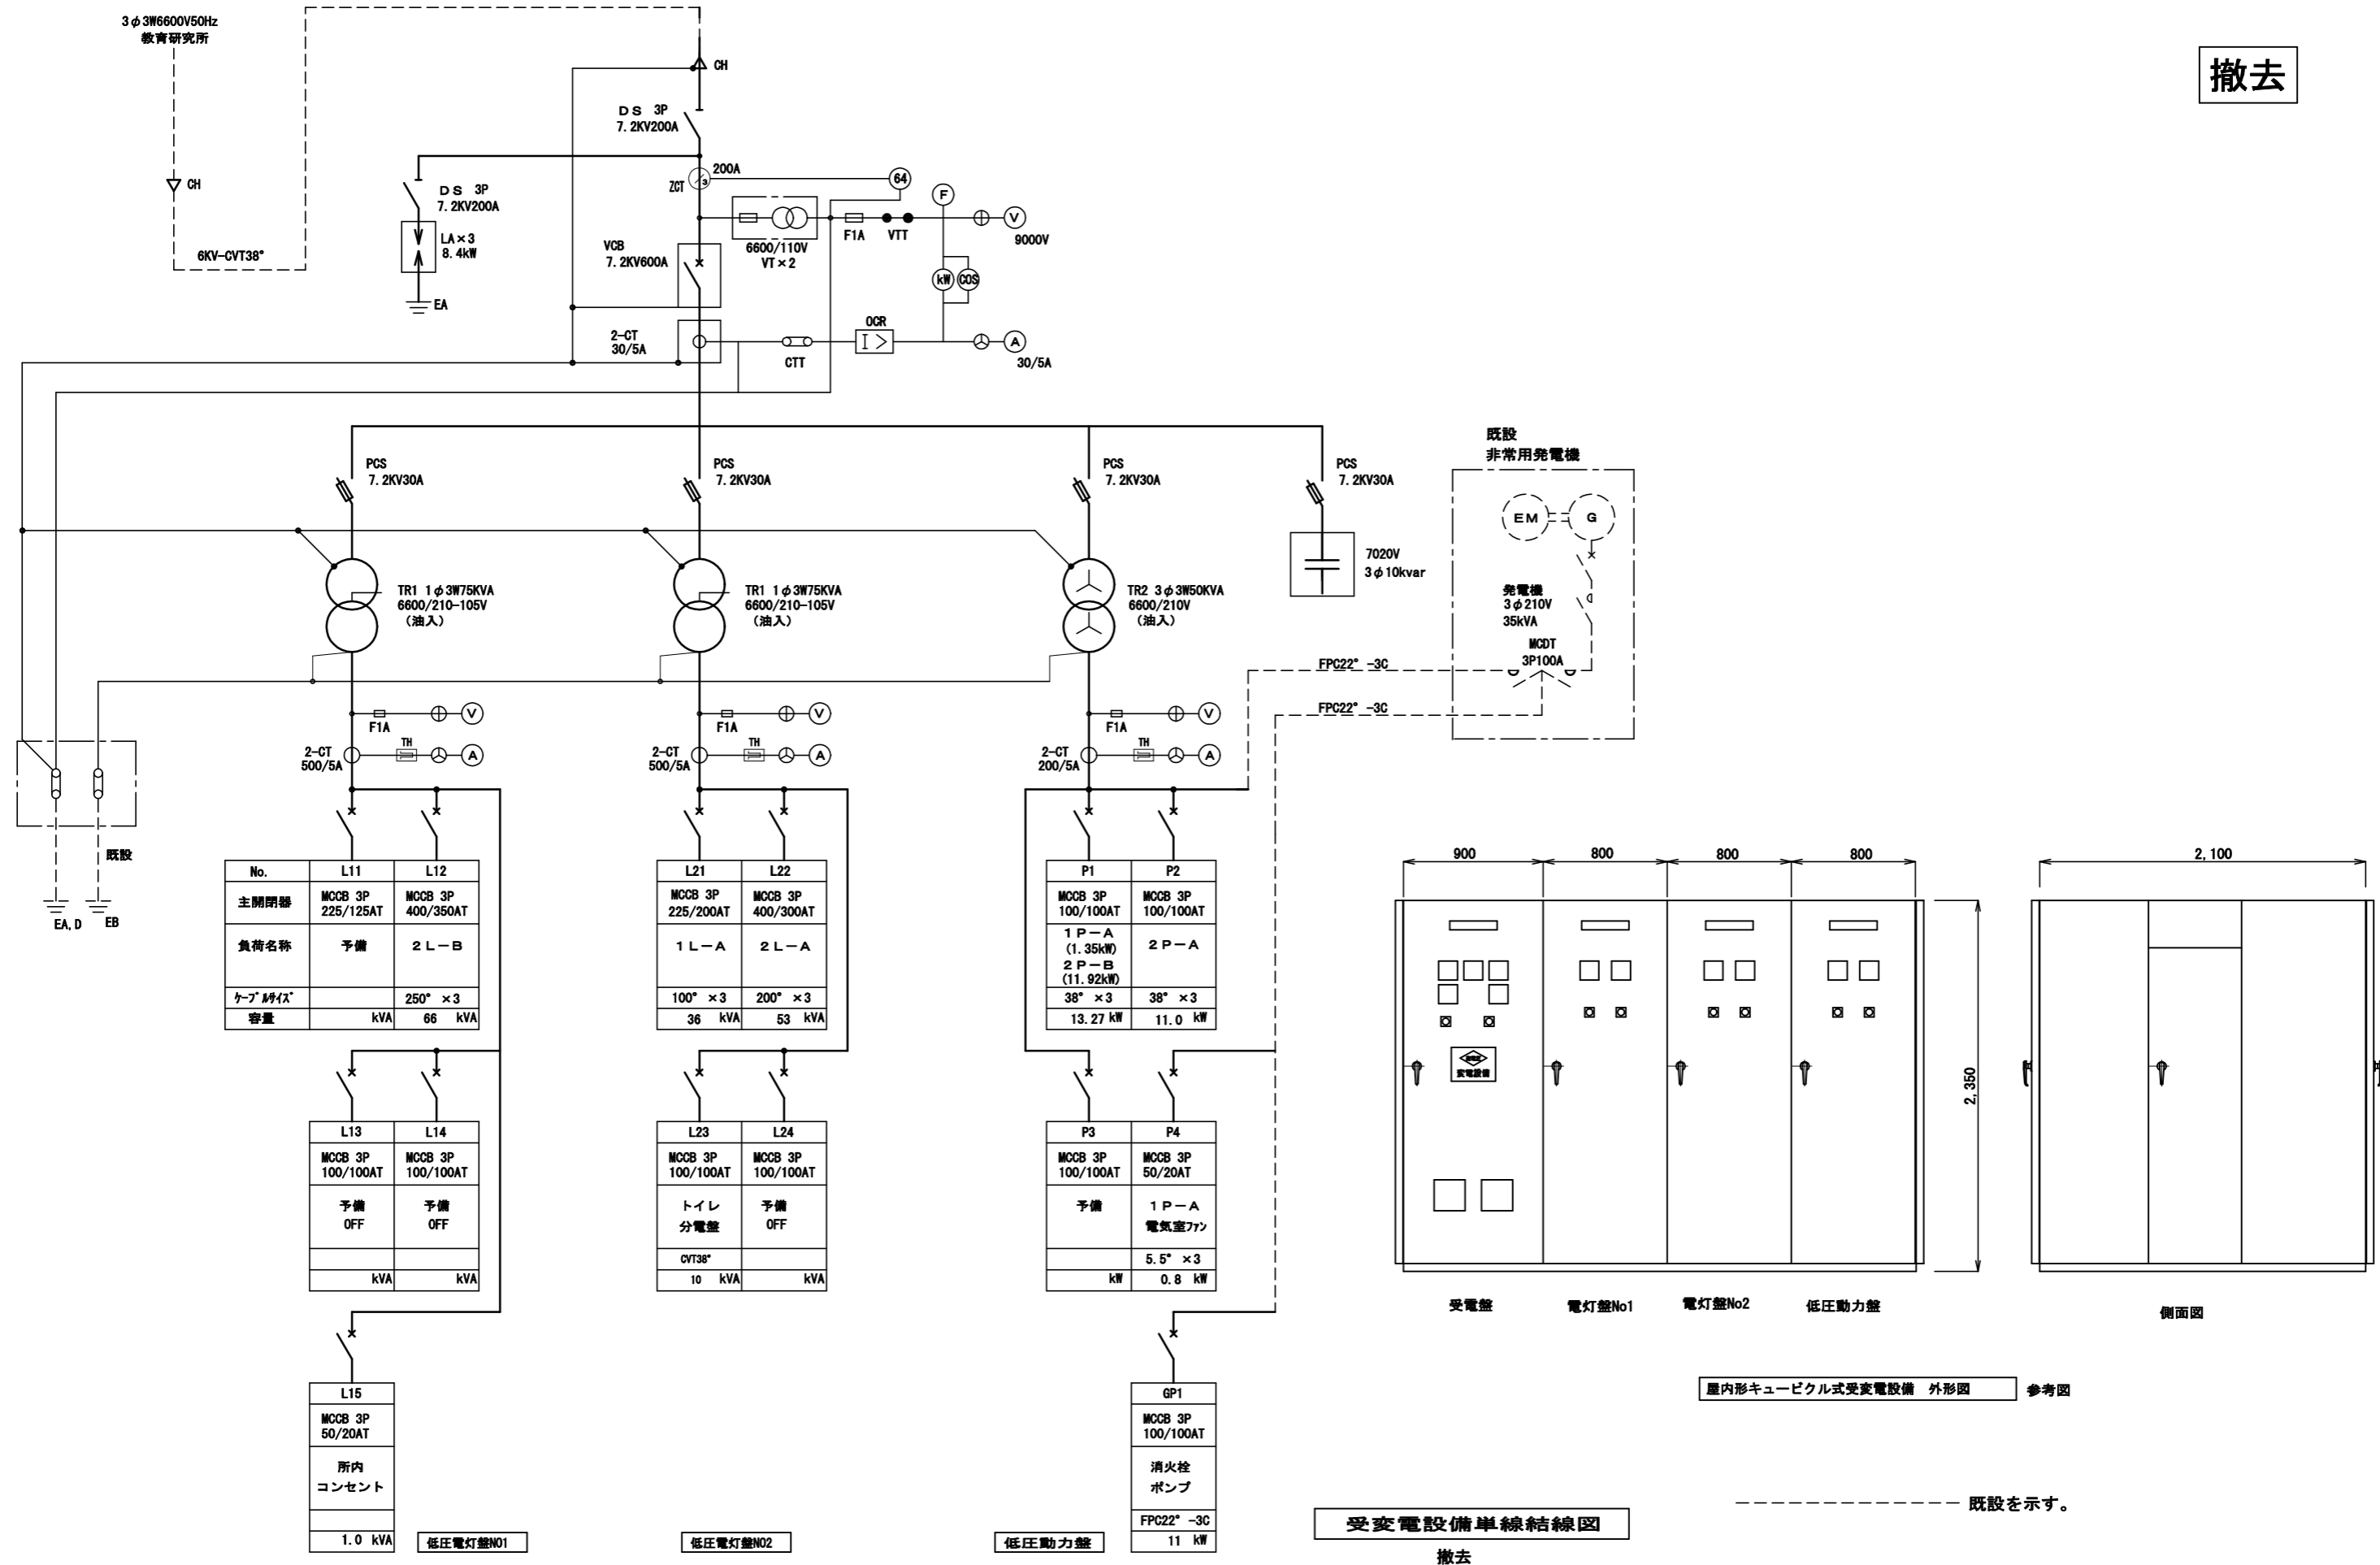 3φ3W6600V50Hz
教育研究所
CH
6KV-CVT38°
CH
DS 3P
7.2KV200A
DS 3P
7.2KV200A
LA×3
8.4kW
EA
200A
ZCT
3
64
F
6600/110V
VT×2
F1A
VTT
V
9000V
VCB
7.2KV600A
kW
COS
2-CT
30/5A
CTT
OCR
I >
A
30/5A
撤去
PCS
7.2KV30A
PCS
7.2KV30A
PCS
7.2KV30A
PCS
7.2KV30A
TR1 1φ3W75KVA
6600/210-105V
(油入)
TR1 1φ3W75KVA
6600/210-105V
(油入)
TR2 3φ3W50KVA
6600/210V
(油入)
7020V
3φ10kvar
既設
非常用発電機
EM
G
発電機
3φ210V
35kVA
MCDT
3P100A
FPC22° -3C
FPC22° -3C
F1A
V
F1A
V
F1A
V
2-CT
500/5A
TH
A
2-CT
500/5A
TH
A
2-CT
200/5A
TH
A
既設
EA,D
EB
No. L11 L12
主開閉器 MCCB 3P 225/125AT MCCB 3P 400/350AT
負荷名称 予備 2L-B
ケーブルサイズ 250° ×3
容量 kVA 66 kVA
L21 L22
MCCB 3P 225/200AT MCCB 3P 400/300AT
1L-A 2L-A
100° ×3 200° ×3
36 kVA 53 kVA
P1 P2
MCCB 3P 100/100AT MCCB 3P 100/100AT
1P-A
(1.35kW)
2P-B
(11.92kW)
2P-A
38° ×3 38° ×3
13.27 kW 11.0 kW
L13 L14
MCCB 3P 100/100AT MCCB 3P 100/100AT
予備 予備
OFF OFF
kVA kVA
L23 L24
MCCB 3P 100/100AT MCCB 3P 100/100AT
トイレ 予備
分電盤 OFF
CVT38°
10 kVA kVA
P3 P4
MCCB 3P 100/100AT MCCB 3P 50/20AT
予備 1P-A
電気室ファン
5.5° ×3
kW 0.8 kW
L15
MCCB 3P
50/20AT
所内
コンセント
1.0 kVA
低圧電灯盤NO1
低圧電灯盤NO2
低圧動力盤
GP1
MCCB 3P
100/100AT
消火栓
ポンプ
FPC22° -3C
11 kW
900 800 800 800
2,100
2,350
変電設備
受電盤
電灯盤No1
電灯盤No2
低圧動力盤
側面図
屋内形キュービクル式受変電設備 外形図
参考図
既設を示す。
受変電設備単線結線図
撤去